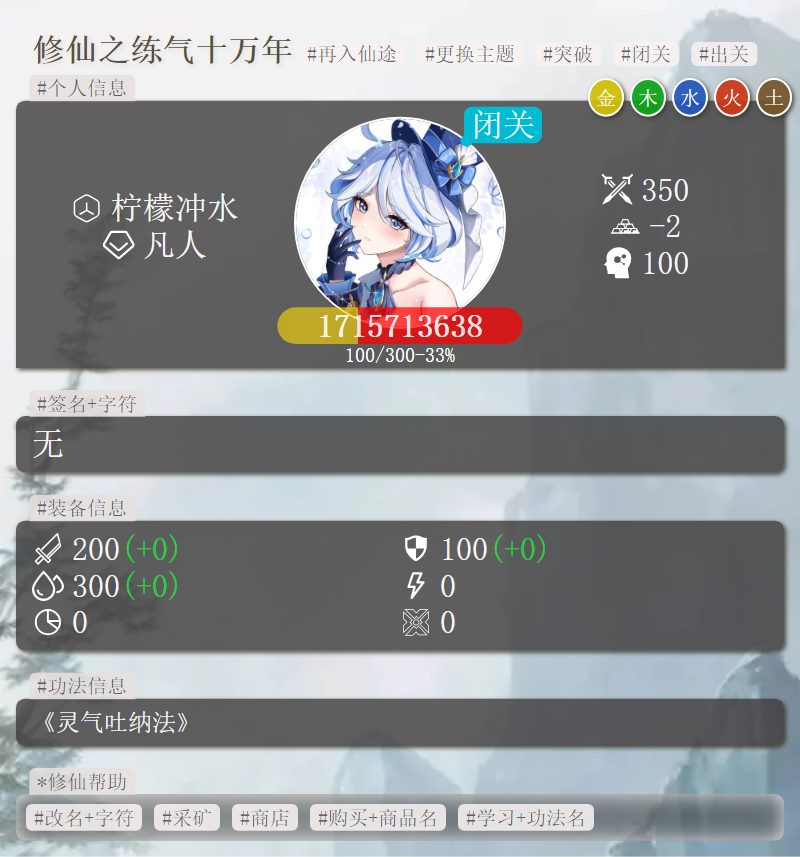 修仙之练气十万年 #再入仙途 #更换主题 #突破 #闭关 #出关
#个人信息
金 木 水 火 土
闭关
柠檬冲水
凡人
350
-2
100
1715713638
100/300-33%
#签名+字符
无
#装备信息
200(+0) 100(+0)
300(+0) 0
0 0
#功法信息
《灵气吐纳法》
*修仙帮助
#改名+字符 #采矿 #商店 #购买+商品名 #学习+功法名